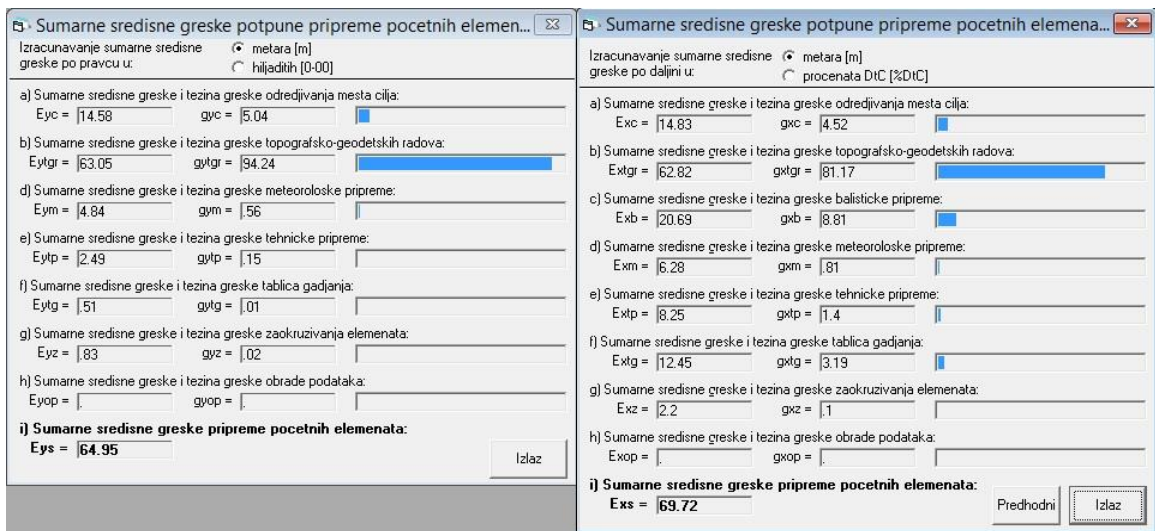 Sumarne sredisne greske potpune pripreme pocetnih elemen...
Izracunavanje sumarne sredisne
greske po pravcu u:
metara [m]
hiljaditih [0-00]
a) Sumarne sredisne greske i tezina greske odredjivanja mesta cilja:
Eyc = 14.58 gyc = 5.04
b) Sumarne sredisne greske i tezina greske topografsko-geodetskih radova:
Eytgr = 63.05 gytgr = 94.24
d) Sumarne sredisne greske i tezina greske meteoroloske pripreme:
Eym = 4.84 gym = .56
e) Sumarne sredisne greske i tezina greske tehnicke pripreme:
Eytp = 2.49 gytp = .15
f) Sumarne sredisne greske i tezina greske tablica gadjanja:
Eytg = .51 gytg = .01
g) Sumarne sredisne greske i tezina greske zaokruzivanja elemenata:
Eyz = .83 gyz = .02
h) Sumarne sredisne greske i tezina greske obrade podataka:
Eyop = . gyop = .
i) Sumarne sredisne greske pripreme pocetnih elemenata:
Eys = 64.95
Izlaz
Sumarne sredisne greske potpune pripreme pocetnih elemenata...
Izracunavanje sumarne sredisne
greske po daljini u:
metara [m]
procenata DtC [%DtC]
a) Sumarne sredisne greske i tezina greske odredjivanja mesta cilja:
Exc = 14.83 gxc = 4.52
b) Sumarne sredisne greske i tezina greske topografsko-geodetskih radova:
Extgr = 62.82 gxtgr = 81.17
c) Sumarne sredisne greske i tezina greske balisticke pripreme:
Exb = 20.69 gxb = 8.81
d) Sumarne sredisne greske i tezina greske meteoroloske pripreme:
Exm = 6.28 gxm = .81
e) Sumarne sredisne greske i tezina greske tehnicke pripreme:
Extp = 8.25 gxtp = 1.4
f) Sumarne sredisne greske i tezina greske tablica gadjanja:
Extg = 12.45 gxtg = 3.19
g) Sumarne sredisne greske i tezina greske zaokruzivanja elemenata:
Exz = 2.2 gxz = .1
h) Sumarne sredisne greske i tezina greske obrade podataka:
Exop = . gxop = .
i) Sumarne sredisne greske pripreme pocetnih elemenata:
Exs = 69.72
Predhodni
Izlaz